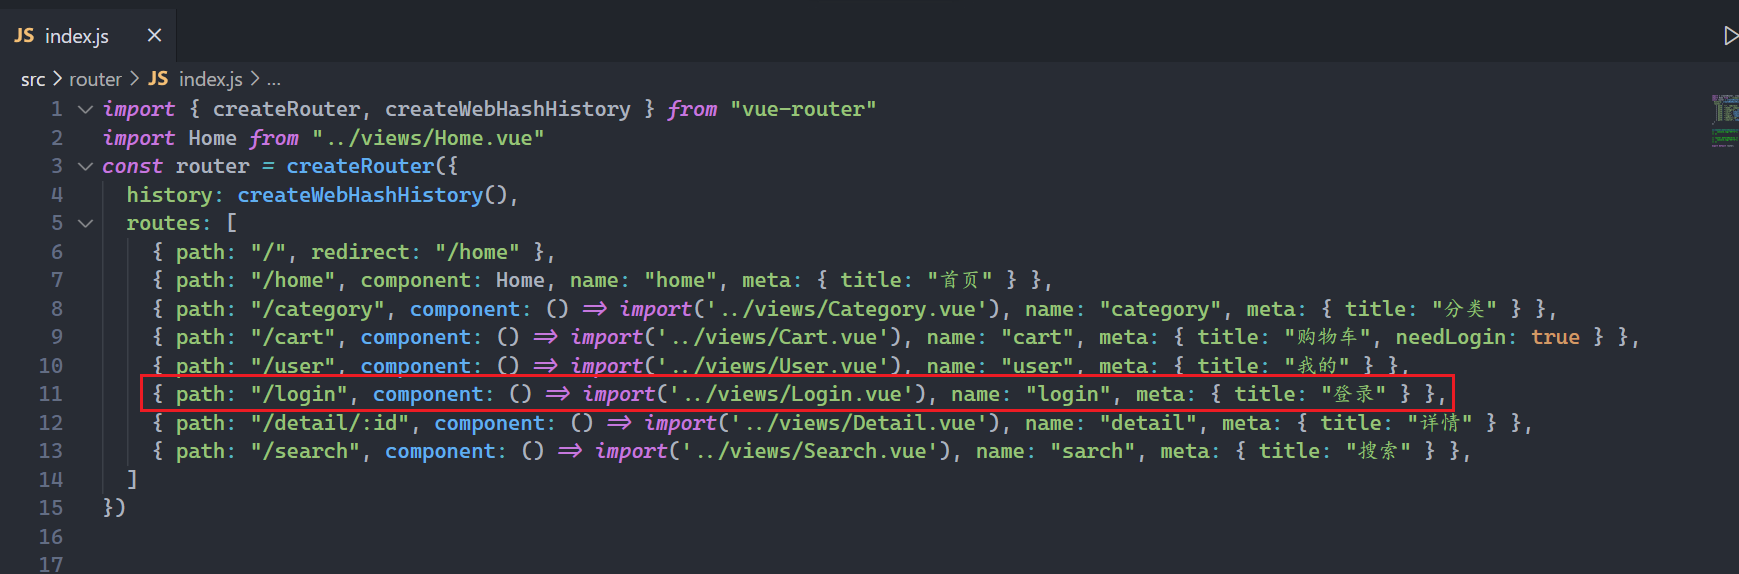 JS index.js ×
src > router > JS index.js > ...
1 import { createRouter, createWebHashHistory } from "vue-router"
2 import Home from "../views/Home.vue"
3 const router = createRouter({
4 history: createWebHashHistory(),
5 routes: [
6 { path: "/", redirect: "/home" },
7 { path: "/home", component: Home, name: "home", meta: { title: "首页" } },
8 { path: "/category", component: () => import('../views/Category.vue'), name: "category", meta: { title: "分类" } },
9 { path: "/cart", component: () => import('../views/Cart.vue'), name: "cart", meta: { title: "购物车", needLogin: true } },
10 { path: "/user", component: () => import('../views/User.vue'), name: "user", meta: { title: "我的" } },
11 { path: "/login", component: () => import('../views/Login.vue'), name: "login", meta: { title: "登录" } },
12 { path: "/detail/:id", component: () => import('../views/Detail.vue'), name: "detail", meta: { title: "详情" } },
13 { path: "/search", component: () => import('../views/Search.vue'), name: "sarch", meta: { title: "搜索" } },
14 ]
15 })
16
17